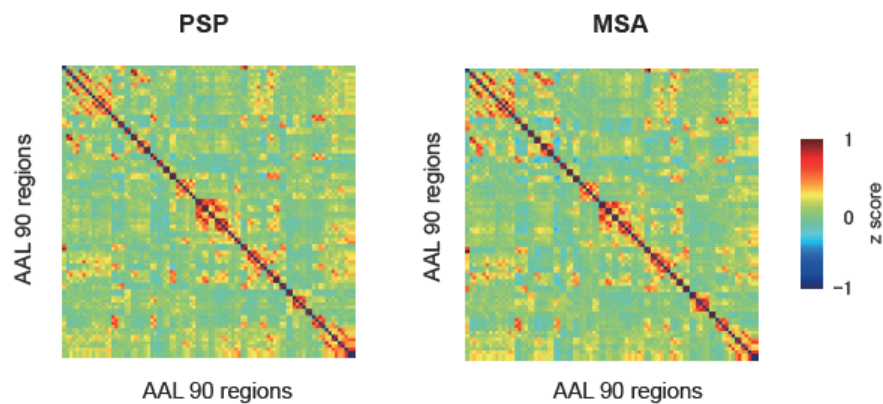 PSP
MSA
AAL 90 regions
AAL 90 regions
AAL 90 regions
AAL 90 regions
1
0
−1
z score